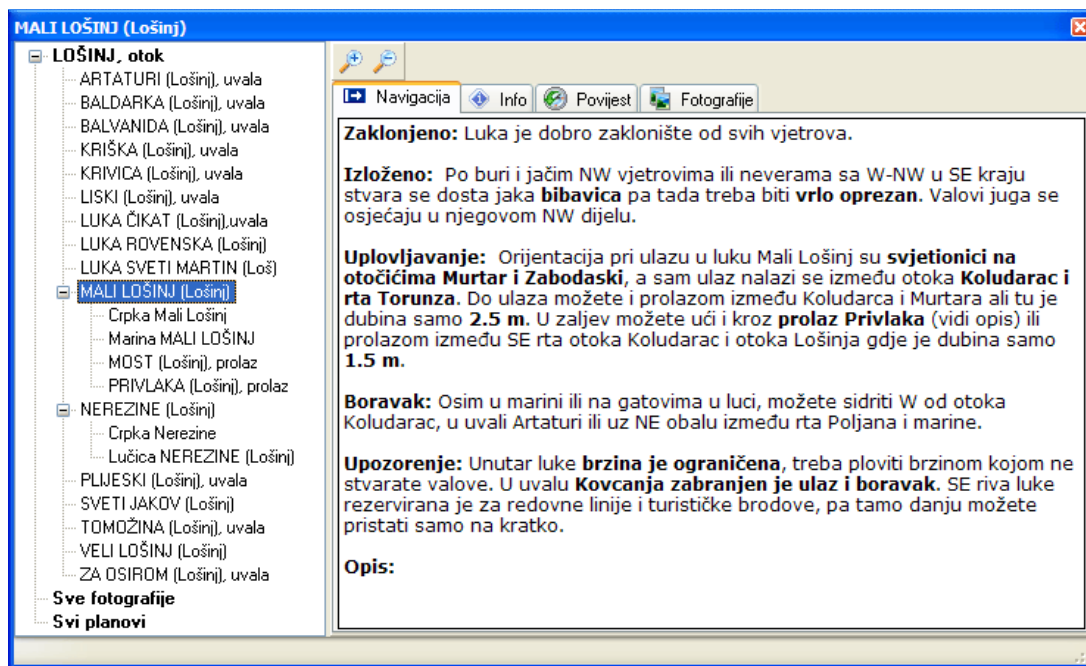 MALI LOŠINJ (Lošinj)
LOŠINJ, otok
ARTATURI (Lošinj), uvala
BALDARKA (Lošinj), uvala
BALVANIDA (Lošinj), uvala
KRIŠKA (Lošinj), uvala
KRIVICA (Lošinj), uvala
LISKI (Lošinj), uvala
LUKA ČIKAT (Lošinj),uvala
LUKA ROVENSKA (Lošinj)
LUKA SVETI MARTIN (Loš)
MALI LOŠINJ (Lošinj)
Crpka Mali Lošinj
Marina MALI LOŠINJ
MOST (Lošinj), prolaz
PRIVLAKA (Lošinj), prolaz
NEREZINE (Lošinj)
Crpka Nerezine
Lučica NEREZINE (Lošinj)
PLIJESKI (Lošinj), uvala
SVETI JAKOV (Lošinj)
TOMOŽINA (Lošinj), uvala
VELI LOŠINJ (Lošinj)
ZA OSIROM (Lošinj), uvala
Sve fotografije
Svi planovi
Navigacija Info Povijest Fotografije
Zaklonjeno: Luka je dobro zaklonište od svih vjetrova.
Izloženo: Po buri i jačim NW vjetrovima ili neverama sa W-NW u SE kraju
stvara se dosta jaka bibavica pa tada treba biti vrlo oprezan. Valovi juga se
osjećaju u njegovom NW dijelu.
Uplovljavanje: Orijentacija pri ulazu u luku Mali Lošinj su svjetionici na
otočićima Murtar i Zabodaski, a sam ulaz nalazi se između otoka Koludarac i
rta Torunza. Do ulaza možete i prolazom između Koludarca i Murtara ali tu je
dubina samo 2.5 m. U zaljev možete ući i kroz prolaz Privlaka (vidi opis) ili
prolazom između SE rta otoka Koludarac i otoka Lošinja gdje je dubina samo
1.5 m.
Boravak: Osim u marini ili na gatovima u luci, možete sidriti W od otoka
Koludarac, u uvali Artaturi ili uz NE obalu između rta Poljana i marine.
Upozorenje: Unutar luke brzina je ograničena, treba ploviti brzinom kojom ne
stvarate valove. U uvalu Kovcanja zabranjen je ulaz i boravak. SE riva luke
rezervirana je za redovne linije i turističke brodove, pa tamo danju možete
pristati samo na kratko.
Opis: